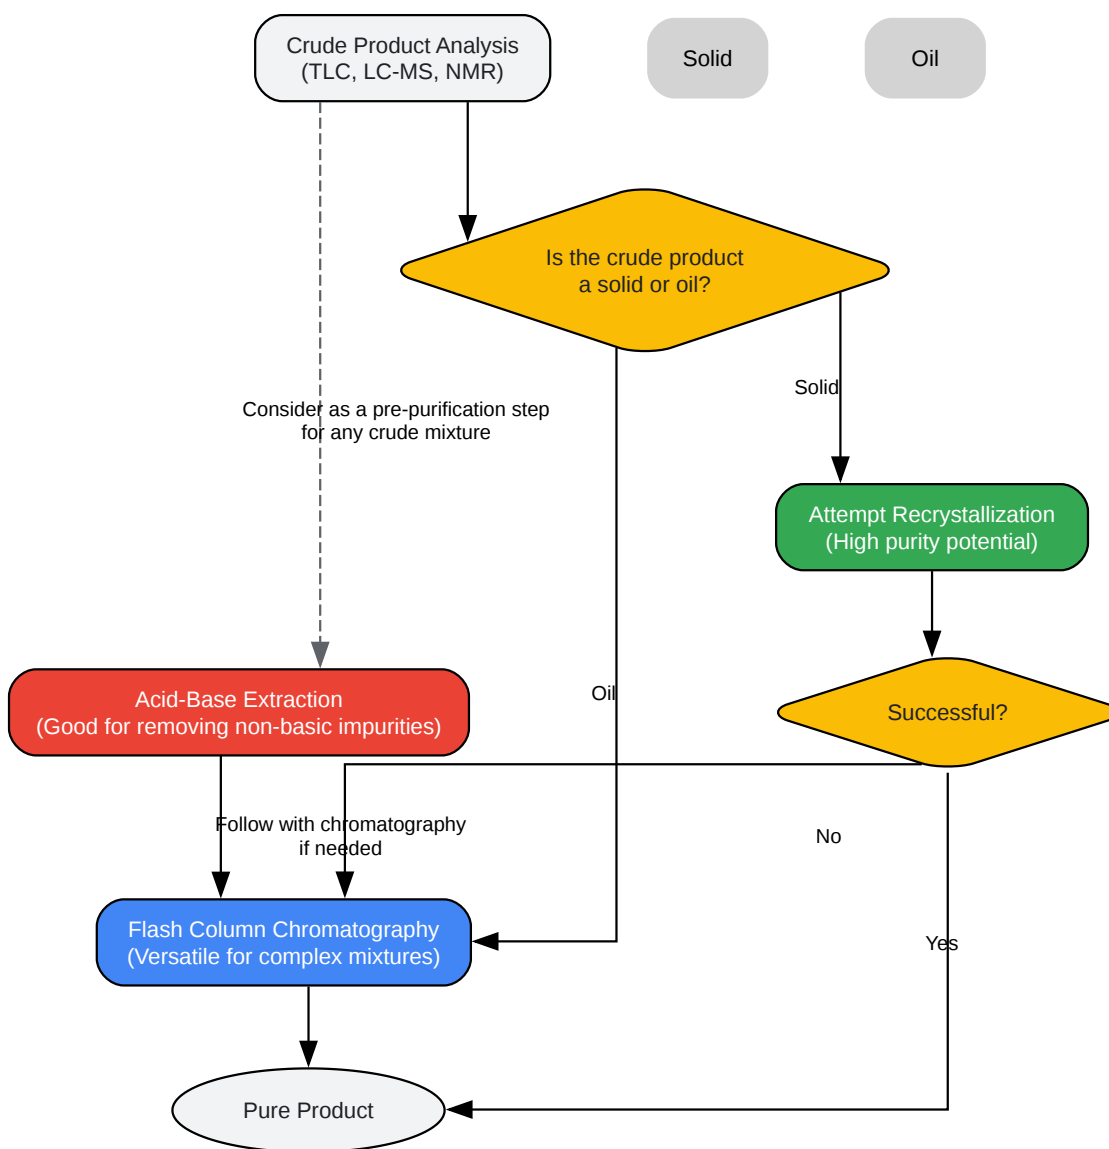 Crude Product Analysis
(TLC, LC-MS, NMR)
Solid
Oil
Is the crude product
a solid or oil?
Solid
Consider as a pre-purification step
for any crude mixture
Attempt Recrystallization
(High purity potential)
Acid-Base Extraction
(Good for removing non-basic impurities)
Oil
Successful?
Follow with chromatography
if needed
No
Flash Column Chromatography
(Versatile for complex mixtures)
Yes
Pure Product